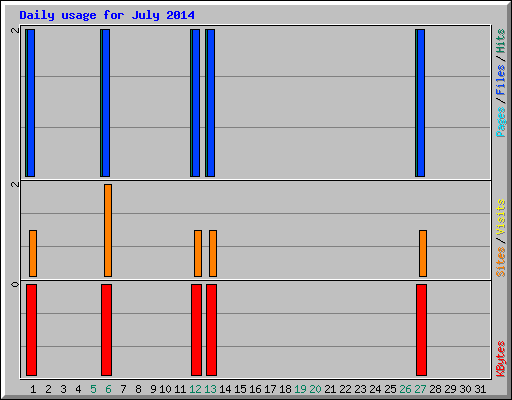 Daily usage for July 2014
2
Pages/Files/Hits
2
Sites/Visits
0
KBytes
1 2 3 4 5 6 7 8 9 10 11 12 13 14 15 16 17 18 19 20 21 22 23 24 25 26 27 28 29 30 31